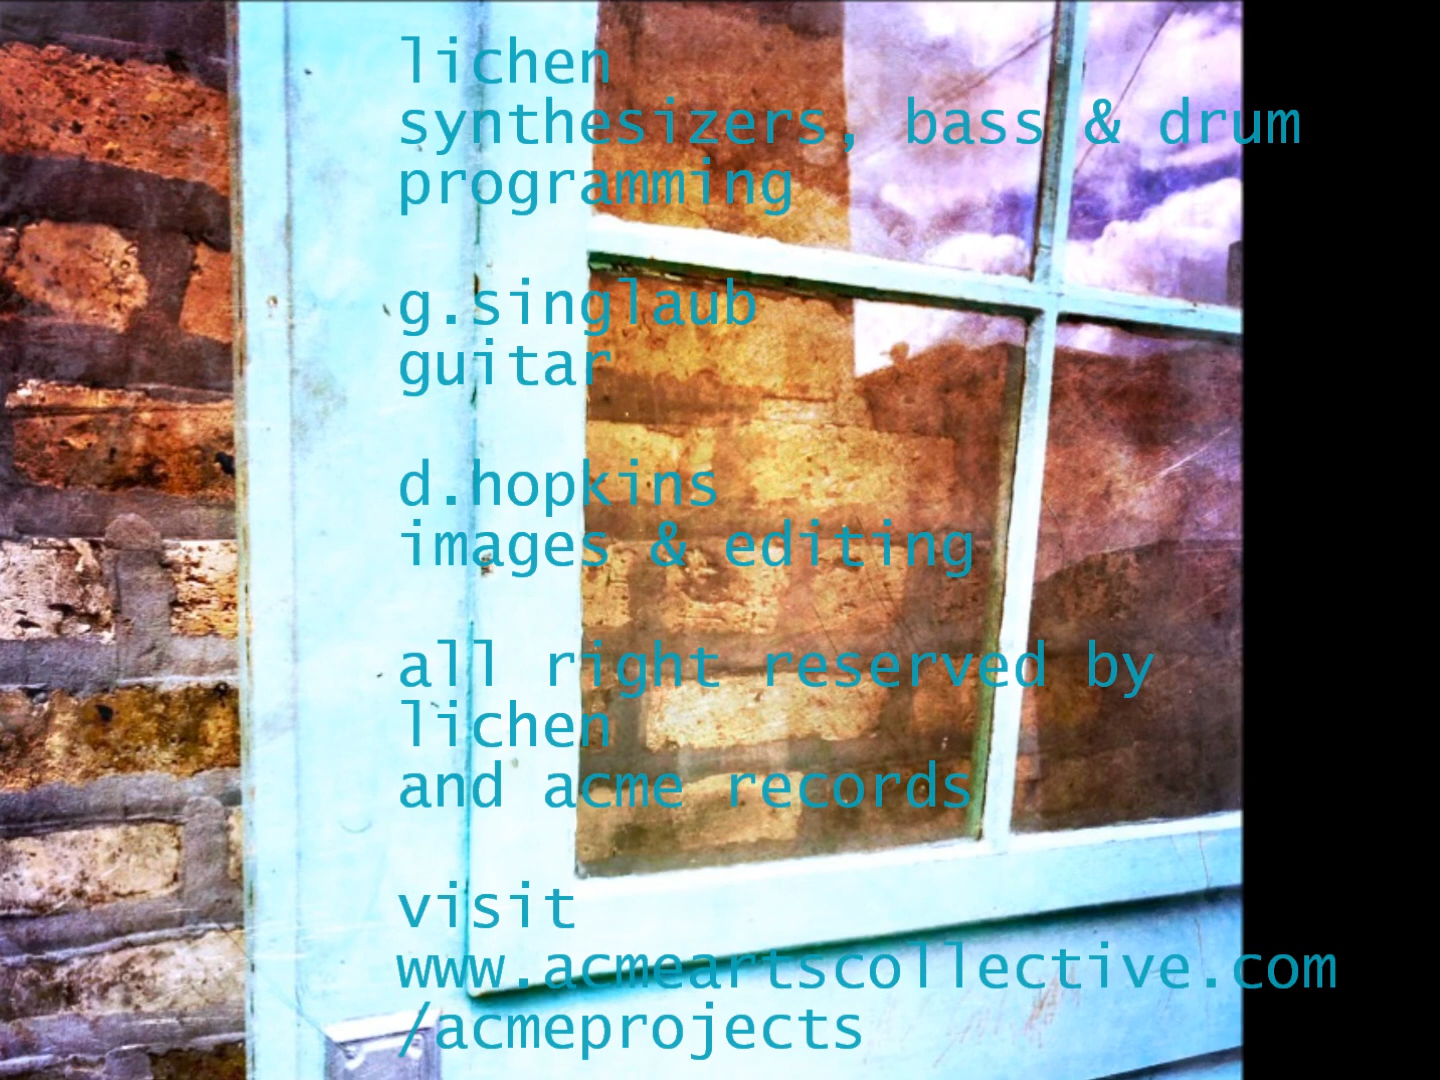 lichen
synthesizers, bass & drum
programming
g.singlaub
guitar
d.hopkins
images & editing
all right reserved by
lichen
and acme records
visit
www.acmeartscollective.com
/acmeprojects